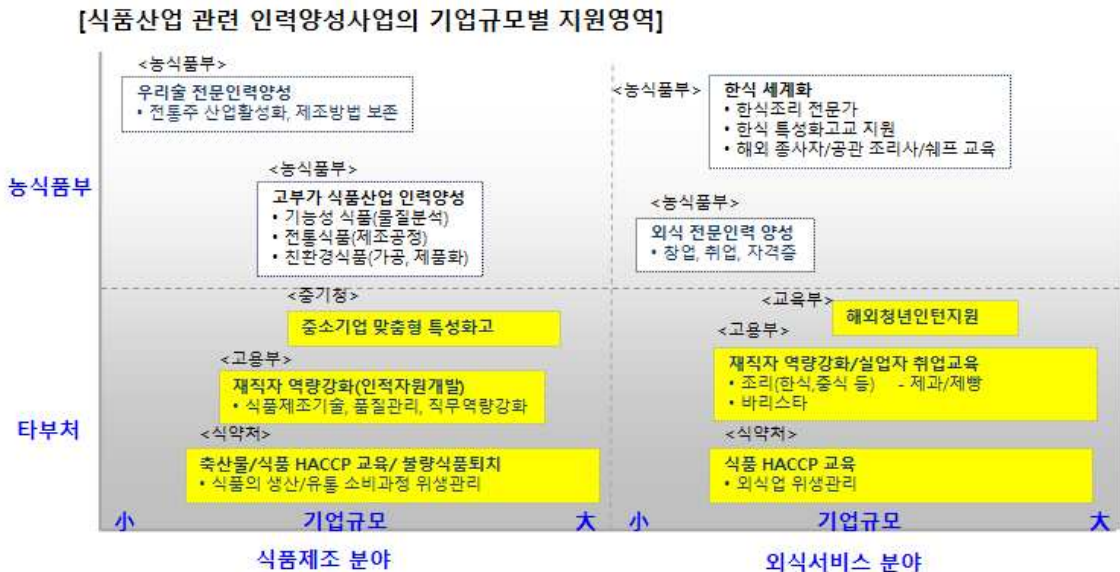 [식품산업 관련 인력양성사업의 기업규모별 지원영역]
<농식품부>
우리술 전문인력양성
• 전통주 산업활성화, 제조방법 보존
<농식품부>
한식 세계화
• 한식조리 전문가
• 한식 특성화고교 지원
• 해외 종사자/공관 조리사/쉐프 교육
농식품부
<농식품부>
고부가 식품산업 인력양성
• 기능성 식품(물질분석)
• 전통식품(제조공정)
• 친환경식품(가공, 제품화)
<농식품부>
외식 전문인력 양성
• 창업, 취업, 자격증
<중기청>
중소기업 맞춤형 특성화고
<고용부>
재직자 역량강화(인적자원개발)
• 식품제조기술, 품질관리, 직무역량강화
<식약처>
축산물/식품 HACCP 교육/ 불량식품퇴치
• 식품의 생산/유통 소비과정 위생관리
<교육부>
해외청년인턴지원
<고용부>
재직자 역량강화/실업자 취업교육
• 조리(한식,중식 등) - 제과/제빵
• 바리스타
<식약처>
식품 HACCP 교육
• 외식업 위생관리
타부처
小 기업규모 大
小 기업규모 大
식품제조 분야
외식서비스 분야